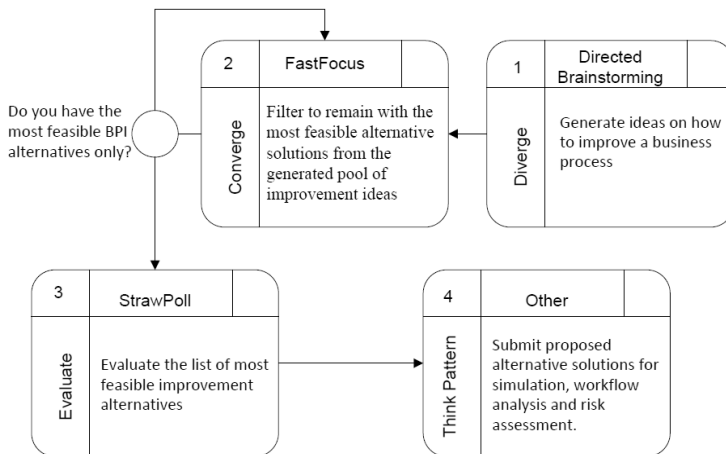 2
FastFocus
Converge
Filter to remain with the
most feasible alternative
solutions from the
generated pool of
improvement ideas
1
Directed
Brainstorming
Diverge
Generate ideas on how
to improve a business
process
Do you have the
most feasible BPI
alternatives only?
3
StrawPoll
Evaluate
Evaluate the list of most
feasible improvement
alternatives
4
Other
Think Pattern
Submit proposed
alternative solutions for
simulation, workflow
analysis and risk
assessment.